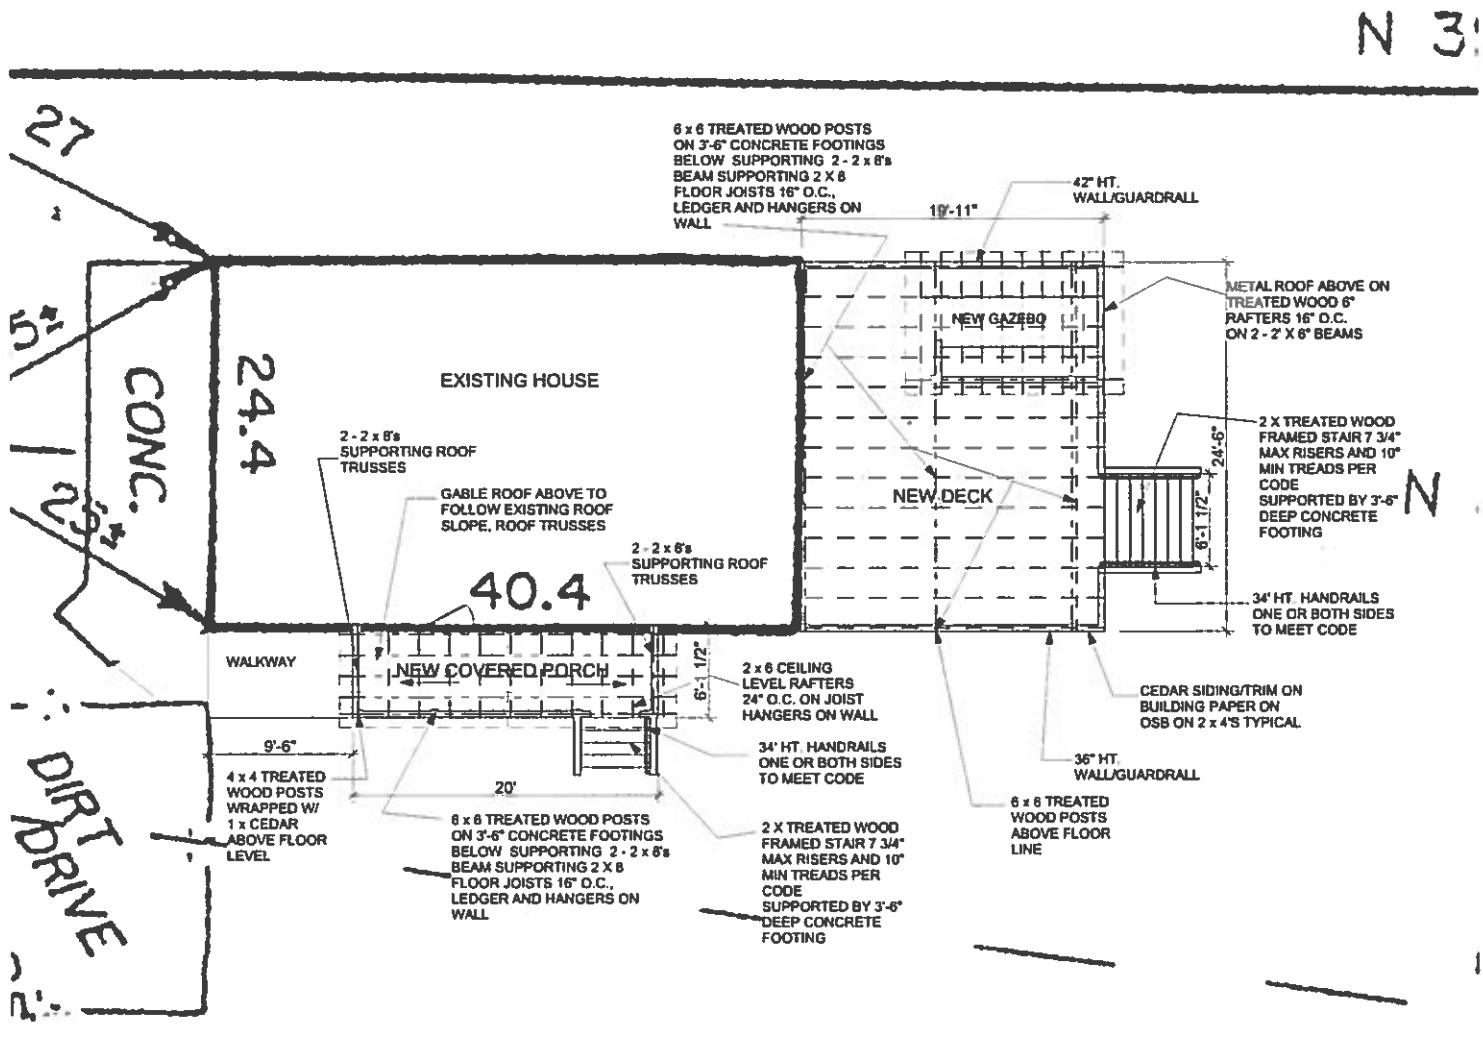 N 3
27
6 x 6 TREATED WOOD POSTS
ON 3'-6" CONCRETE FOOTINGS
BELOW SUPPORTING 2 - 2 x 8's
BEAM SUPPORTING 2 X 8
FLOOR JOISTS 16" O.C.,
LEDGER AND HANGERS ON
WALL
42" HT.
WALL/GUARDRALL
19'-11"
METAL ROOF ABOVE ON
TREATED WOOD 6"
RAFTERS 16" O.C.
ON 2 - 2' X 6" BEAMS
NEW GAZEBO
5'±
CONC.
24.4
EXISTING HOUSE
2 - 2 x 8's
SUPPORTING ROOF
TRUSSES
GABLE ROOF ABOVE TO
FOLLOW EXISTING ROOF
SLOPE, ROOF TRUSSES
2 - 2 x 8's
SUPPORTING ROOF
TRUSSES
40.4
NEW DECK
24'-6"
6'-1 1/2"
2 X TREATED WOOD
FRAMED STAIR 7 3/4"
MAX RISERS AND 10"
MIN TREADS PER
CODE
SUPPORTED BY 3'-6"
DEEP CONCRETE
FOOTING
N
34' HT. HANDRAILS
ONE OR BOTH SIDES
TO MEET CODE
25'±
WALKWAY
NEW COVERED PORCH
6'-1 1/2"
2 x 6 CEILING
LEVEL RAFTERS
24" O.C. ON JOIST
HANGERS ON WALL
CEDAR SIDING/TRIM ON
BUILDING PAPER ON
OSB ON 2 x 4'S TYPICAL
34' HT. HANDRAILS
ONE OR BOTH SIDES
TO MEET CODE
36" HT.
WALL/GUARDRALL
9'-6"
20'
4 x 4 TREATED
WOOD POSTS
WRAPPED W/
1 x CEDAR
ABOVE FLOOR
LEVEL
6 x 6 TREATED WOOD POSTS
ON 3'-6" CONCRETE FOOTINGS
BELOW SUPPORTING 2 - 2 x 8's
BEAM SUPPORTING 2 X 8
FLOOR JOISTS 16" O.C.,
LEDGER AND HANGERS ON
WALL
2 X TREATED WOOD
FRAMED STAIR 7 3/4"
MAX RISERS AND 10"
MIN TREADS PER
CODE
SUPPORTED BY 3'-6"
DEEP CONCRETE
FOOTING
6 x 6 TREATED
WOOD POSTS
ABOVE FLOOR
LINE
DIRT
DRIVE